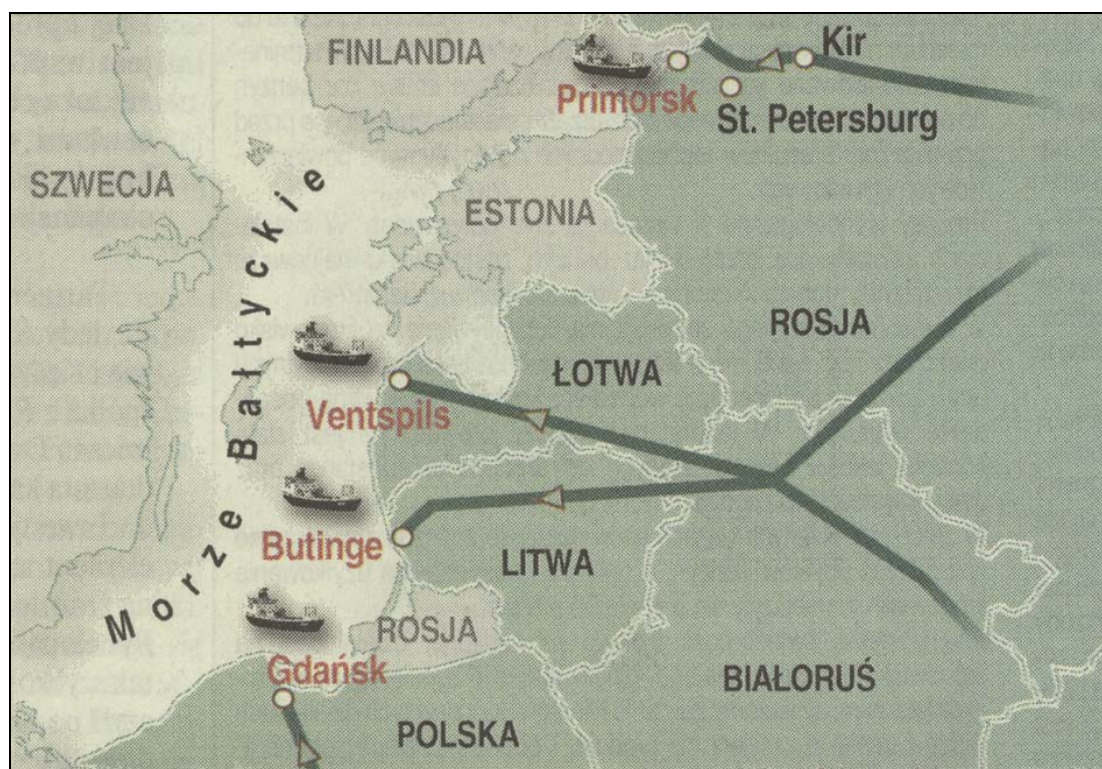 FINLANDIA
Kir
Primorsk
St. Petersburg
SZWECJA
ESTONIA
Morze Bałtyckie
ROSJA
ŁOTWA
Ventspils
Butinge
LITWA
ROSJA
Gdańsk
BIAŁORUŚ
POLSKA